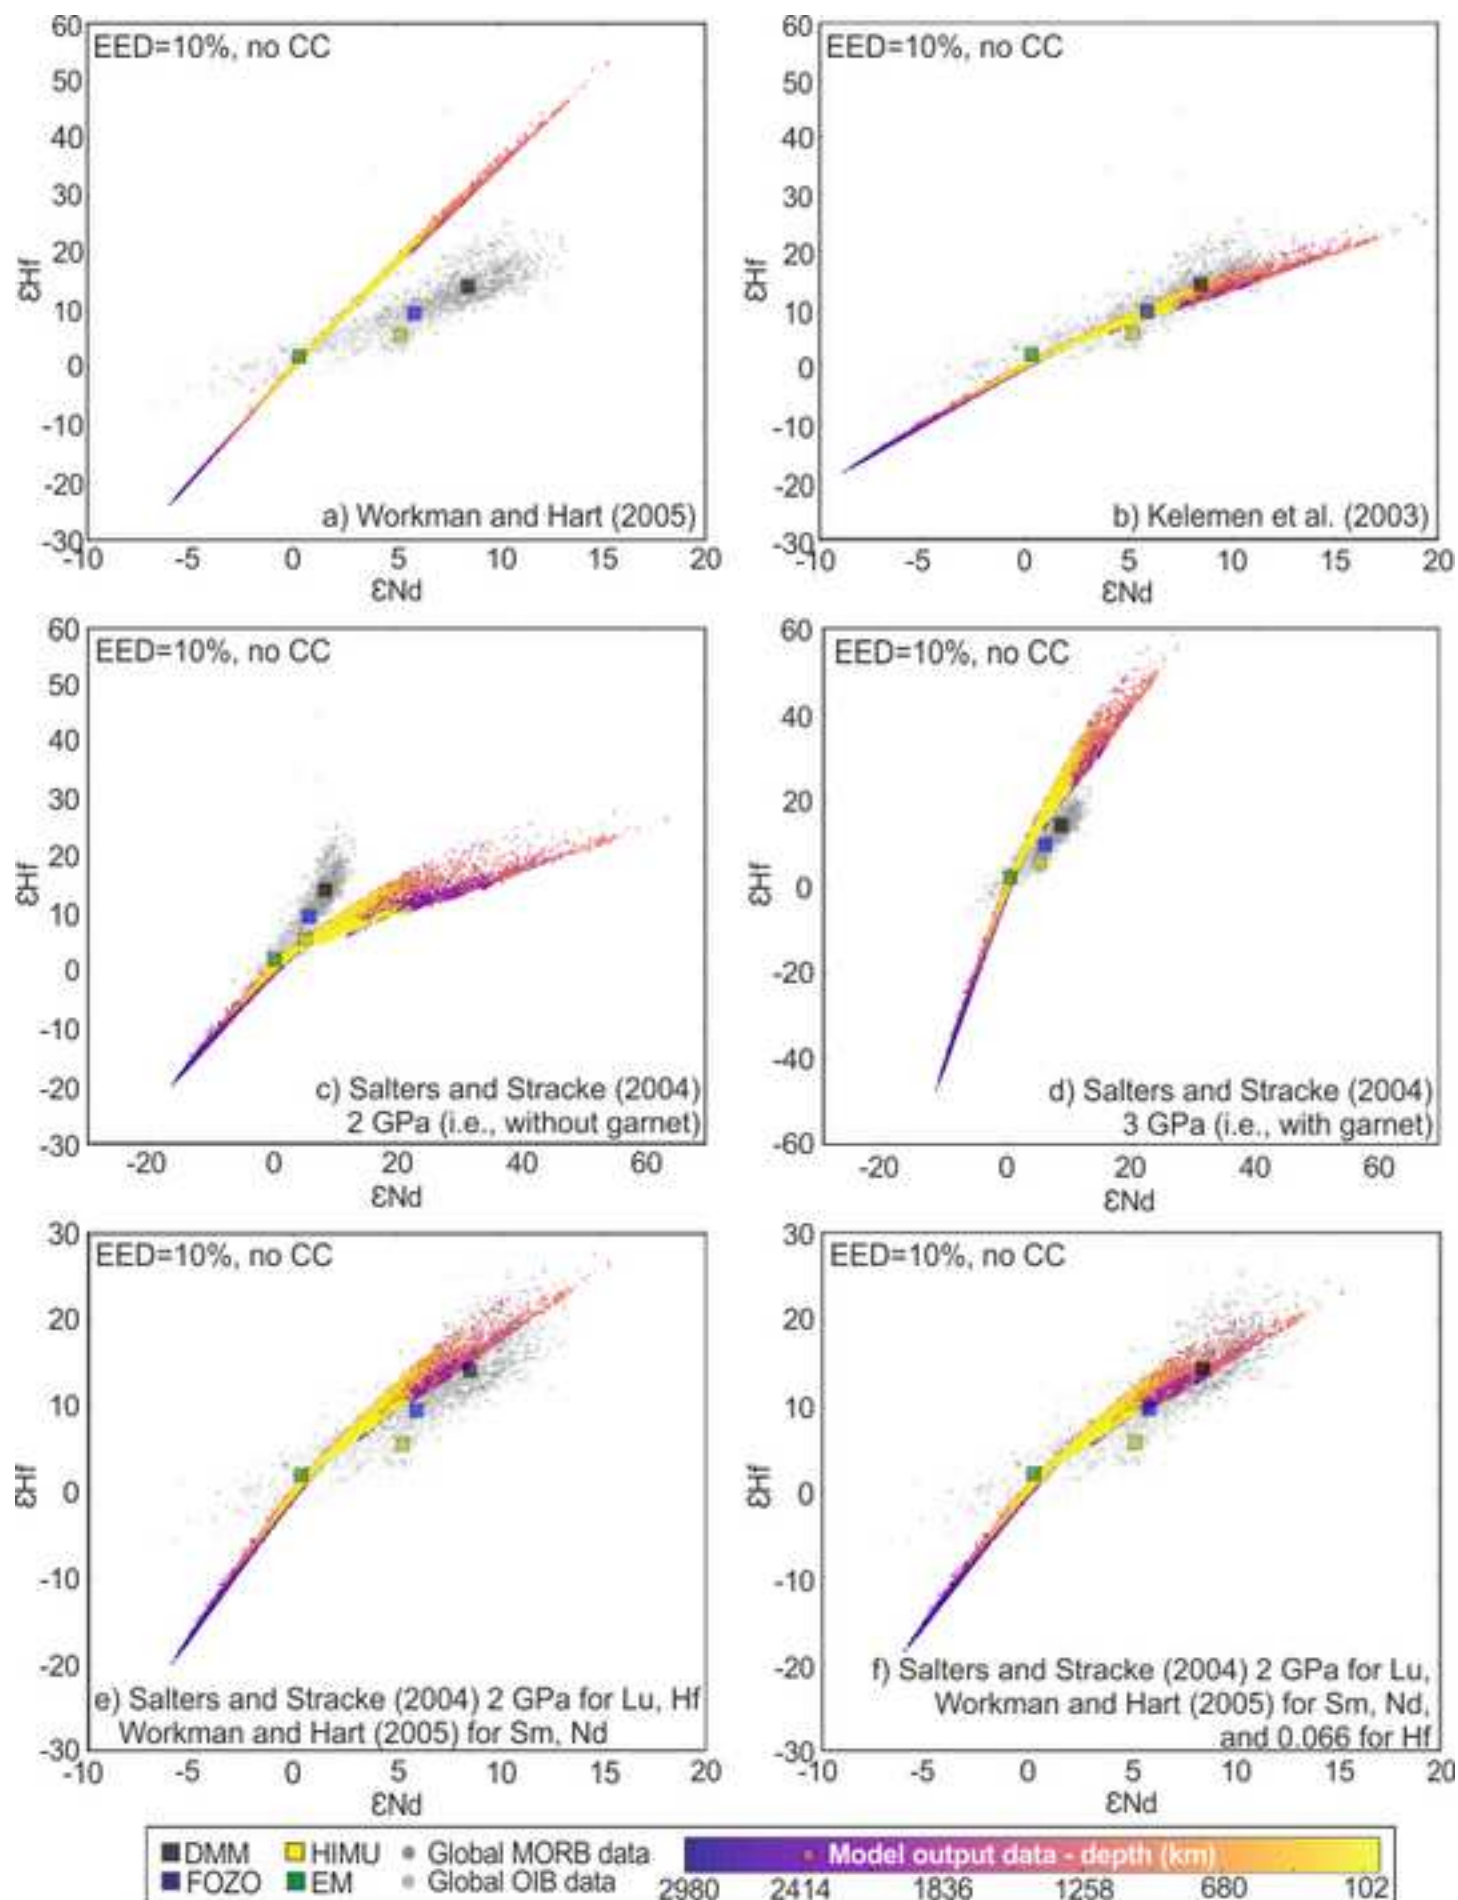 60
EED=10%, no CC
50
40
30
20
10
0
-10
-20
-30
εHf
a) Workman and Hart (2005)
-10 -5 0 5 10 15 20
εNd
60
EED=10%, no CC
50
40
30
20
10
0
-10
-20
-30
εHf
b) Kelemen et al. (2003)
-10 -5 0 5 10 15 20
εNd
60
EED=10%, no CC
50
40
30
20
10
0
-10
-20
-30
εHf
c) Salters and Stracke (2004)
2 GPa (i.e., without garnet)
-20 0 20 40 60
εNd
60
EED=10%, no CC
40
20
0
-20
-40
-60
εHf
d) Salters and Stracke (2004)
3 GPa (i.e., with garnet)
-20 0 20 40 60
εNd
30
EED=10%, no CC
20
10
0
-10
-20
-30
εHf
e) Salters and Stracke (2004) 2 GPa for Lu, Hf
Workman and Hart (2005) for Sm, Nd
-10 -5 0 5 10 15 20
εNd
30
EED=10%, no CC
20
10
0
-10
-20
-30
εHf
f) Salters and Stracke (2004) 2 GPa for Lu,
Workman and Hart (2005) for Sm, Nd,
and 0.066 for Hf
-10 -5 0 5 10 15 20
εNd
DMM HIMU Global MORB data Model output data - depth (km)
FOZO EM Global OIB data 2980 2414 1836 1258 680 102